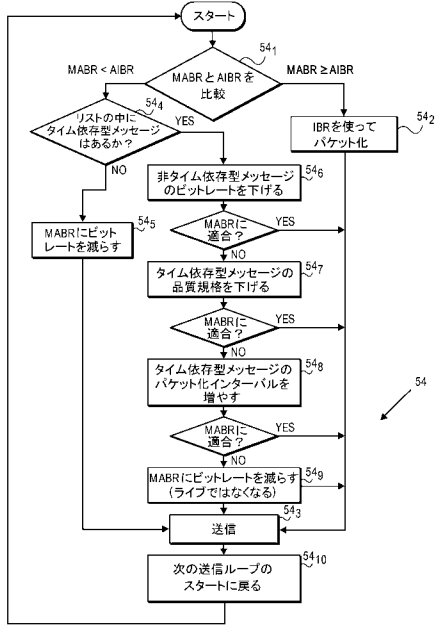 スタート
54₁
MABR < AIBR
MABRとAIBRを
比較
MABR ≥ AIBR
54₄
リストの中に
タイム依存型メッセージ
はあるか?
YES
NO
54₂
IBRを使って
パケット化
54₆
非タイム依存型メッセージ
のビットレートを下げる
54₅
MABRにビット
レートを減らす
MABRに
適合?
YES
NO
54₇
タイム依存型メッセージの
品質規格を下げる
MABRに
適合?
YES
NO
54₈
タイム依存型メッセージの
パケット化インターバルを
増やす
54
MABRに
適合?
YES
NO
54₉
MABRにビットレートを減らす
(ライブではなくなる)
54₃
送信
54₁₀
次の送信ループの
スタートに戻る